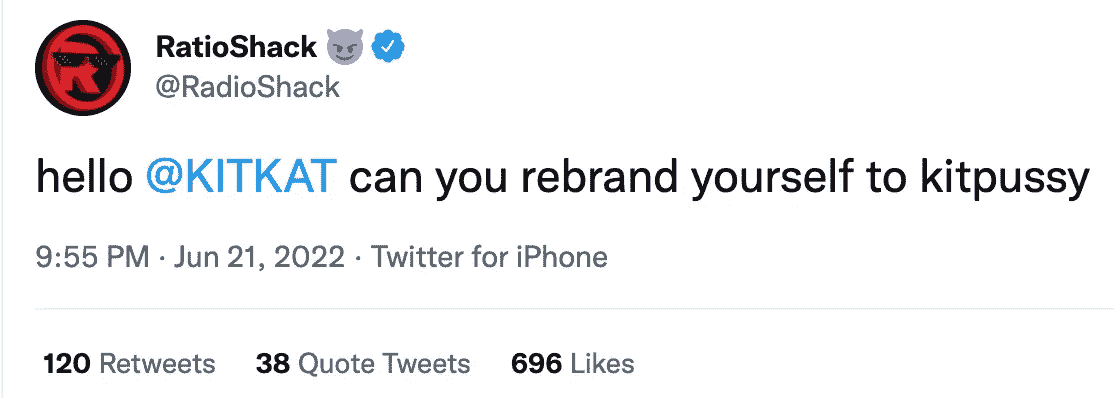 RatioShack 😈
@RadioShack
hello @KITKAT can you rebrand yourself to kitpussy
9:55 PM · Jun 21, 2022 · Twitter for iPhone
120 Retweets 38 Quote Tweets 696 Likes